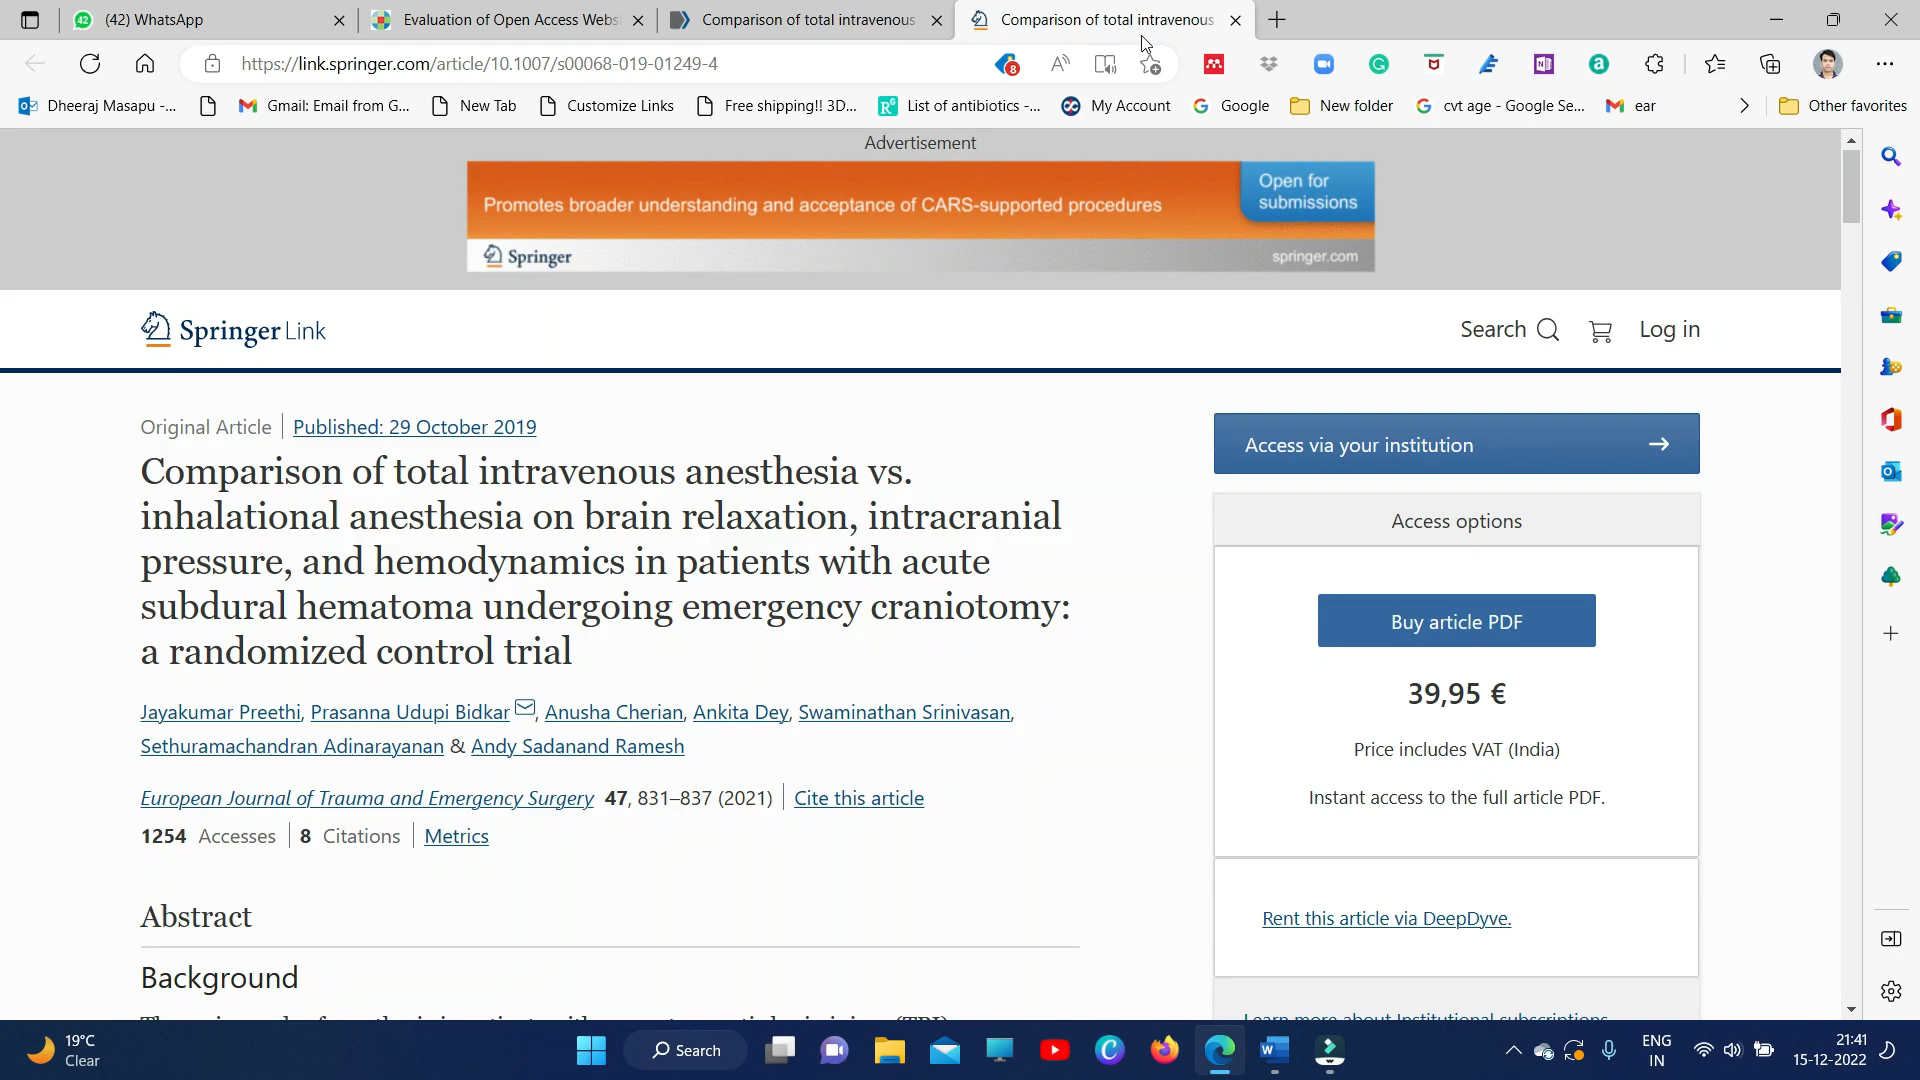 (42) WhatsApp
Evaluation of Open Access Webs
Comparison of total intravenous
Comparison of total intravenous
https://link.springer.com/article/10.1007/s00068-019-01249-4
8
Dheeraj Masapu -...
Gmail: Email from G...
New Tab
Customize Links
Free shipping!! 3D...
List of antibiotics -...
My Account
Google
New folder
cvt age - Google Se...
ear
Other favorites
Advertisement
Promotes broader understanding and acceptance of CARS-supported procedures
Open for
submissions
Springer
springer.com
Springer Link
Search
Log in
Original Article
Published: 29 October 2019
Comparison of total intravenous anesthesia vs.
inhalational anesthesia on brain relaxation, intracranial
pressure, and hemodynamics in patients with acute
subdural hematoma undergoing emergency craniotomy:
a randomized control trial
Jayakumar Preethi, Prasanna Udupi Bidkar, Anusha Cherian, Ankita Dey, Swaminathan Srinivasan,
Sethuramachandran Adinarayanan & Andy Sadanand Ramesh
European Journal of Trauma and Emergency Surgery 47, 831–837 (2021) Cite this article
1254 Accesses 8 Citations Metrics
Abstract
Background
Access via your institution
Access options
Buy article PDF
39,95 €
Price includes VAT (India)
Instant access to the full article PDF.
Rent this article via DeepDyve.
Learn more about Institutional subscriptions
19°C
Clear
Search
ENG
IN
21:41
15-12-2022